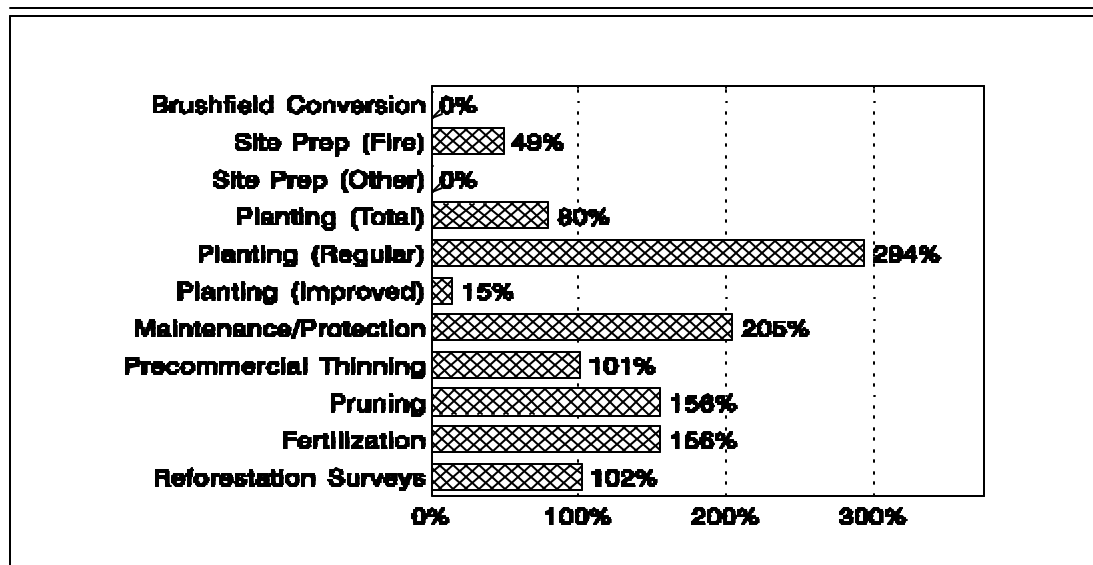 Brushfield Conversion 0%
Site Prep (Fire) 49%
Site Prep (Other) 0%
Planting (Total) 80%
Planting (Regular) 294%
Planting (Improved) 15%
Maintenance/Protection 205%
Precommercial Thinning 101%
Pruning 156%
Fertilization 156%
Reforestation Surveys 102%
0% 100% 200% 300%